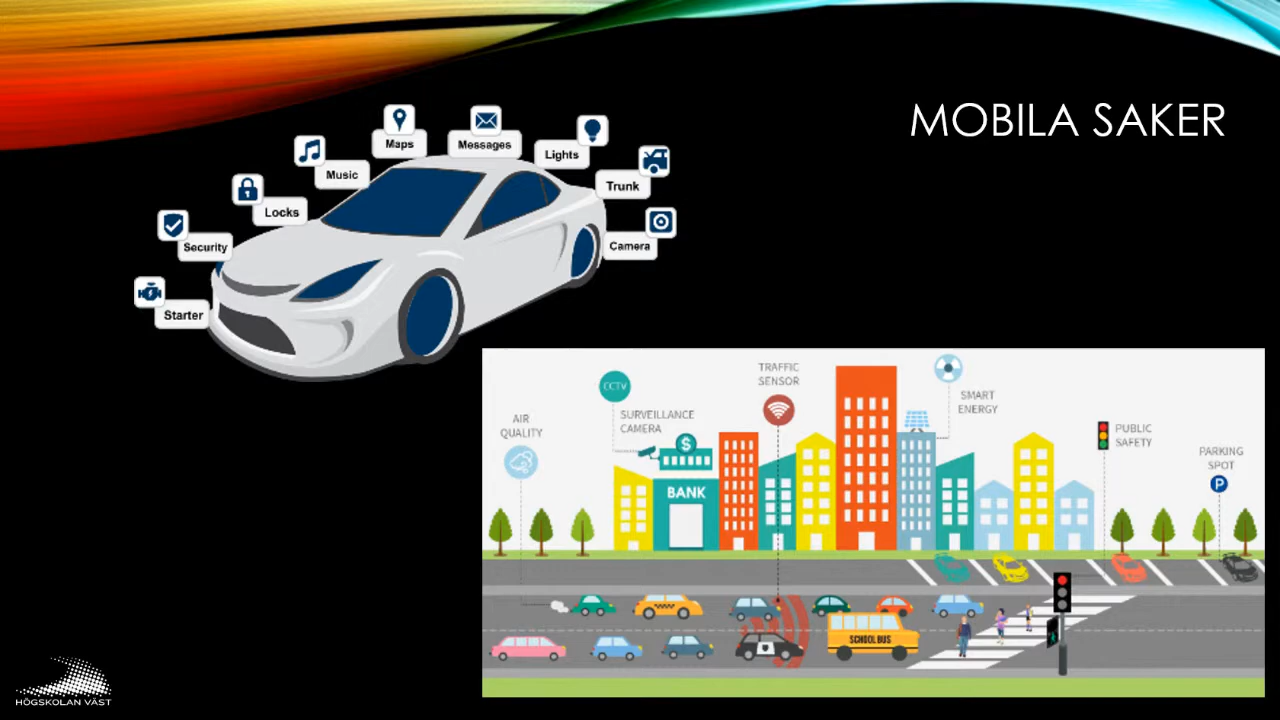 MOBILA SAKER
Maps
Messages
Lights
Music
Trunk
Locks
Camera
Security
Starter
TRAFFIC
SENSOR
CCTV
SMART
ENERGY
AIR
QUALITY
SURVEILLANCE
CAMERA
PUBLIC
SAFETY
PARKING
SPOT
$
P
BANK
SCHOOL BUS
HÖGSKOLAN VÄST